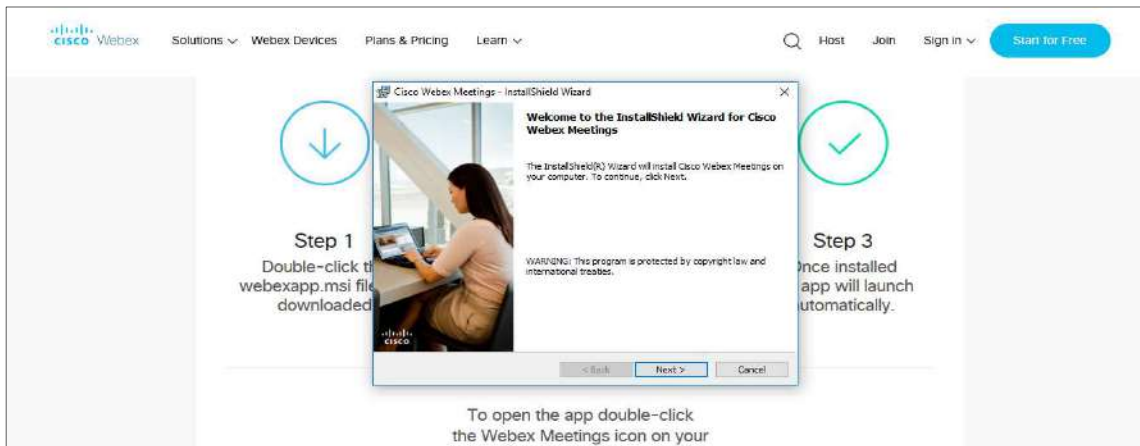 CISCO Webex Solutions Webex Devices Plans & Pricing Learn Host Join Sign in Start for Free
Cisco Webex Meetings - InstallShield Wizard
Welcome to the InstallShield Wizard for Cisco
Webex Meetings
The InstallShield(R) Wizard will install Cisco Webex Meetings on
your computer. To continue, click Next.
WARNING: This program is protected by copyright law and
international treaties.
CISCO
< Back Next > Cancel
Step 1
Double-click
webexapp.msi file
downloaded
Step 3
Once installed
app will launch
automatically.
To open the app double-click
the Webex Meetings icon on your